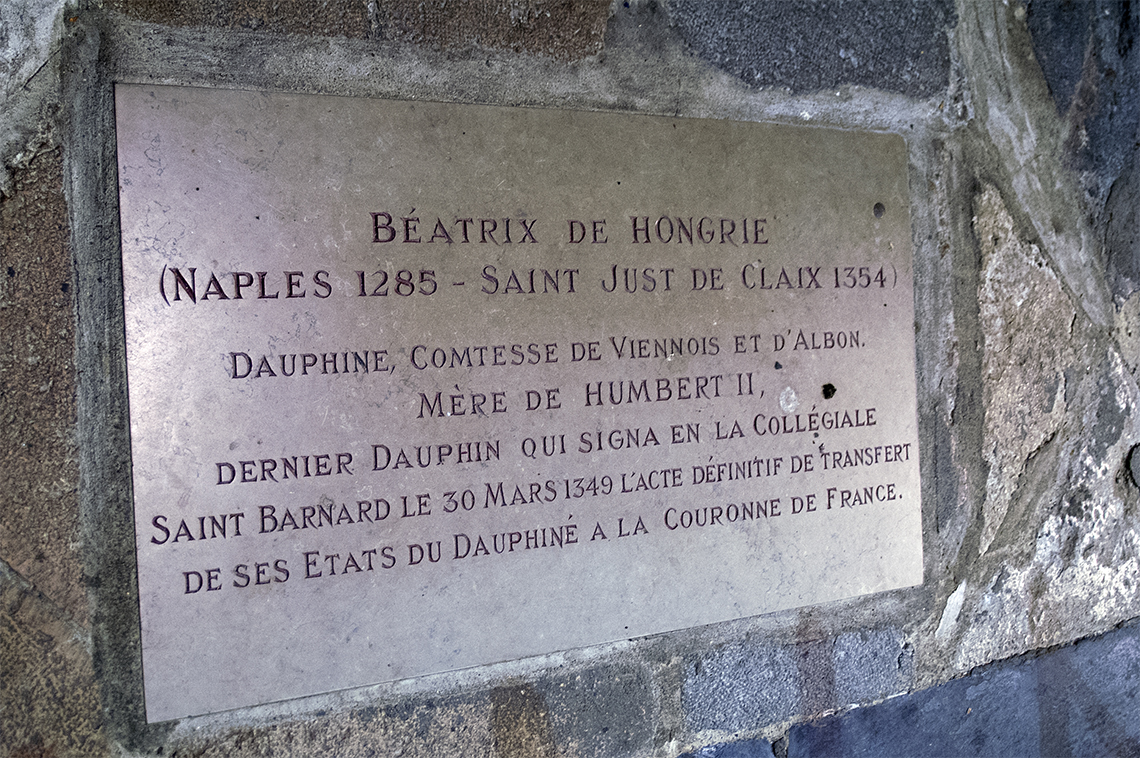 BÉATRIX DE HONGRIE
(NAPLES 1285 - SAINT JUST DE CLAIX 1354)
DAUPHINE, COMTESSE DE VIENNOIS ET D'ALBON.
MÈRE DE HUMBERT II,
DERNIER DAUPHIN QUI SIGNA EN LA COLLÉGIALE
SAINT BARNARD LE 30 MARS 1349 L'ACTE DÉFINITIF DE TRANSFERT
DE SES ETATS DU DAUPHINÉ A LA COURONNE DE FRANCE.